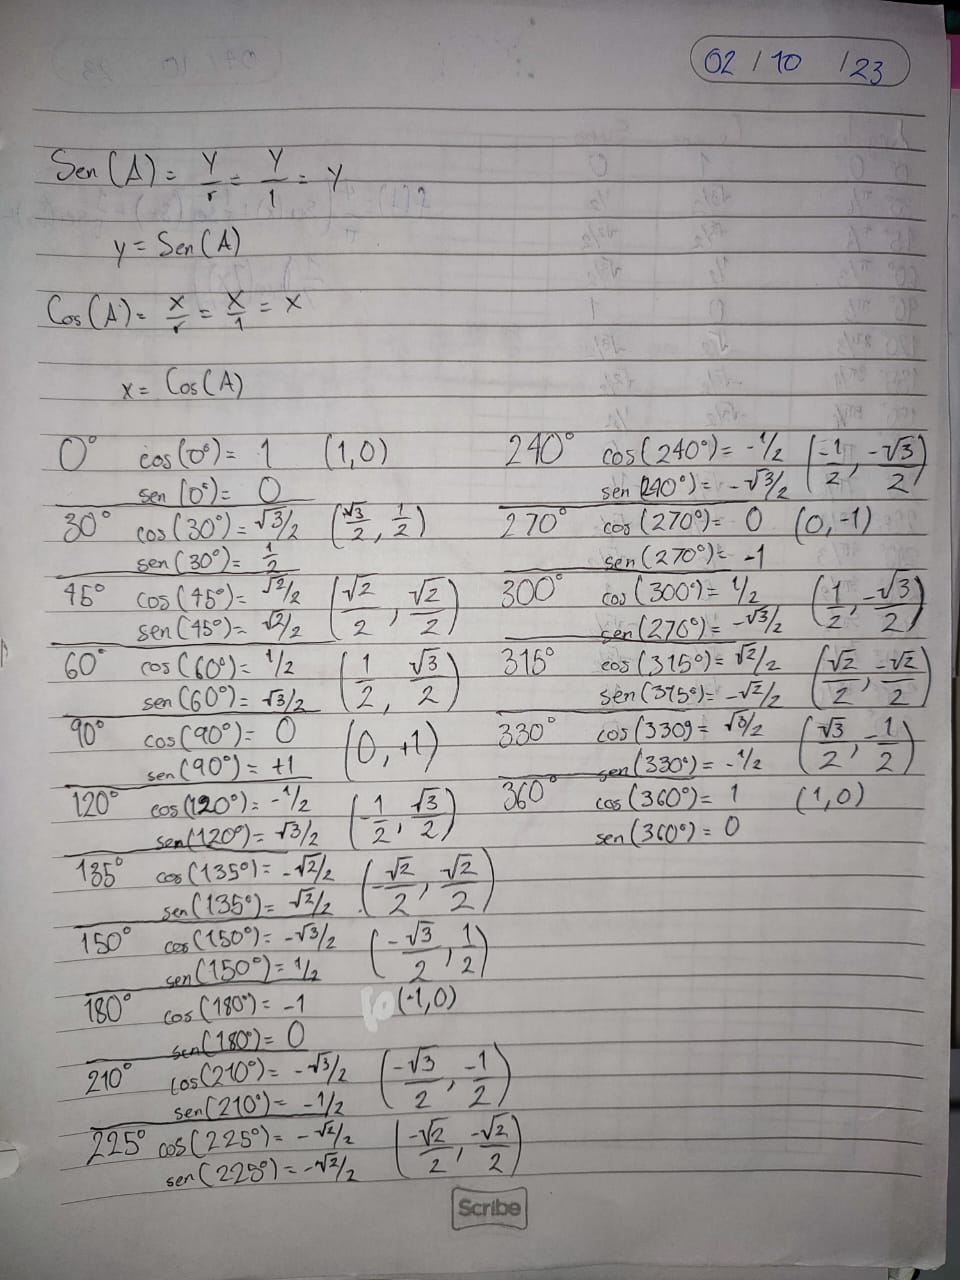 02 / 10 / 23
Sen (A) = y/r = y/1 = y
y = Sen (A)
Cos (A) = x/r = x/1 = x
x = Cos (A)
0° cos (0°) = 1 (1,0)
sen (0°) = 0
30° cos (30°) = √3/2 (√3/2, 1/2)
sen (30°) = 1/2
45° cos (45°) = √2/2 (√2/2, √2/2)
sen (45°) = √2/2
60° cos (60°) = 1/2 (1/2, √3/2)
sen (60°) = √3/2
90° cos (90°) = 0 (0, +1)
sen (90°) = +1
120° cos (120°) = -1/2 (-1/2, √3/2)
sen (120°) = √3/2
135° cos (135°) = -√2/2 (-√2/2, √2/2)
sen (135°) = √2/2
150° cos (150°) = -√3/2 (-√3/2, 1/2)
sen (150°) = 1/2
180° cos (180°) = -1 (-1,0)
sen (180°) = 0
210° cos (210°) = -√3/2 (-√3/2, -1/2)
sen (210°) = -1/2
225° cos (225°) = -√2/2 (-√2/2, -√2/2)
sen (225°) = -√2/2
240° cos (240°) = -1/2 (-1/2, -√3/2)
sen (240°) = -√3/2
270° cos (270°) = 0 (0, -1)
sen (270°) = -1
300° cos (300°) = 1/2 (1/2, -√3/2)
sen (270°) = -√3/2
315° cos (315°) = √2/2 (√2/2, -√2/2)
sen (315°) = -√2/2
330° cos (330°) = √3/2 (√3/2, -1/2)
sen (330°) = -1/2
360° cos (360°) = 1 (1,0)
sen (360°) = 0
Scribe